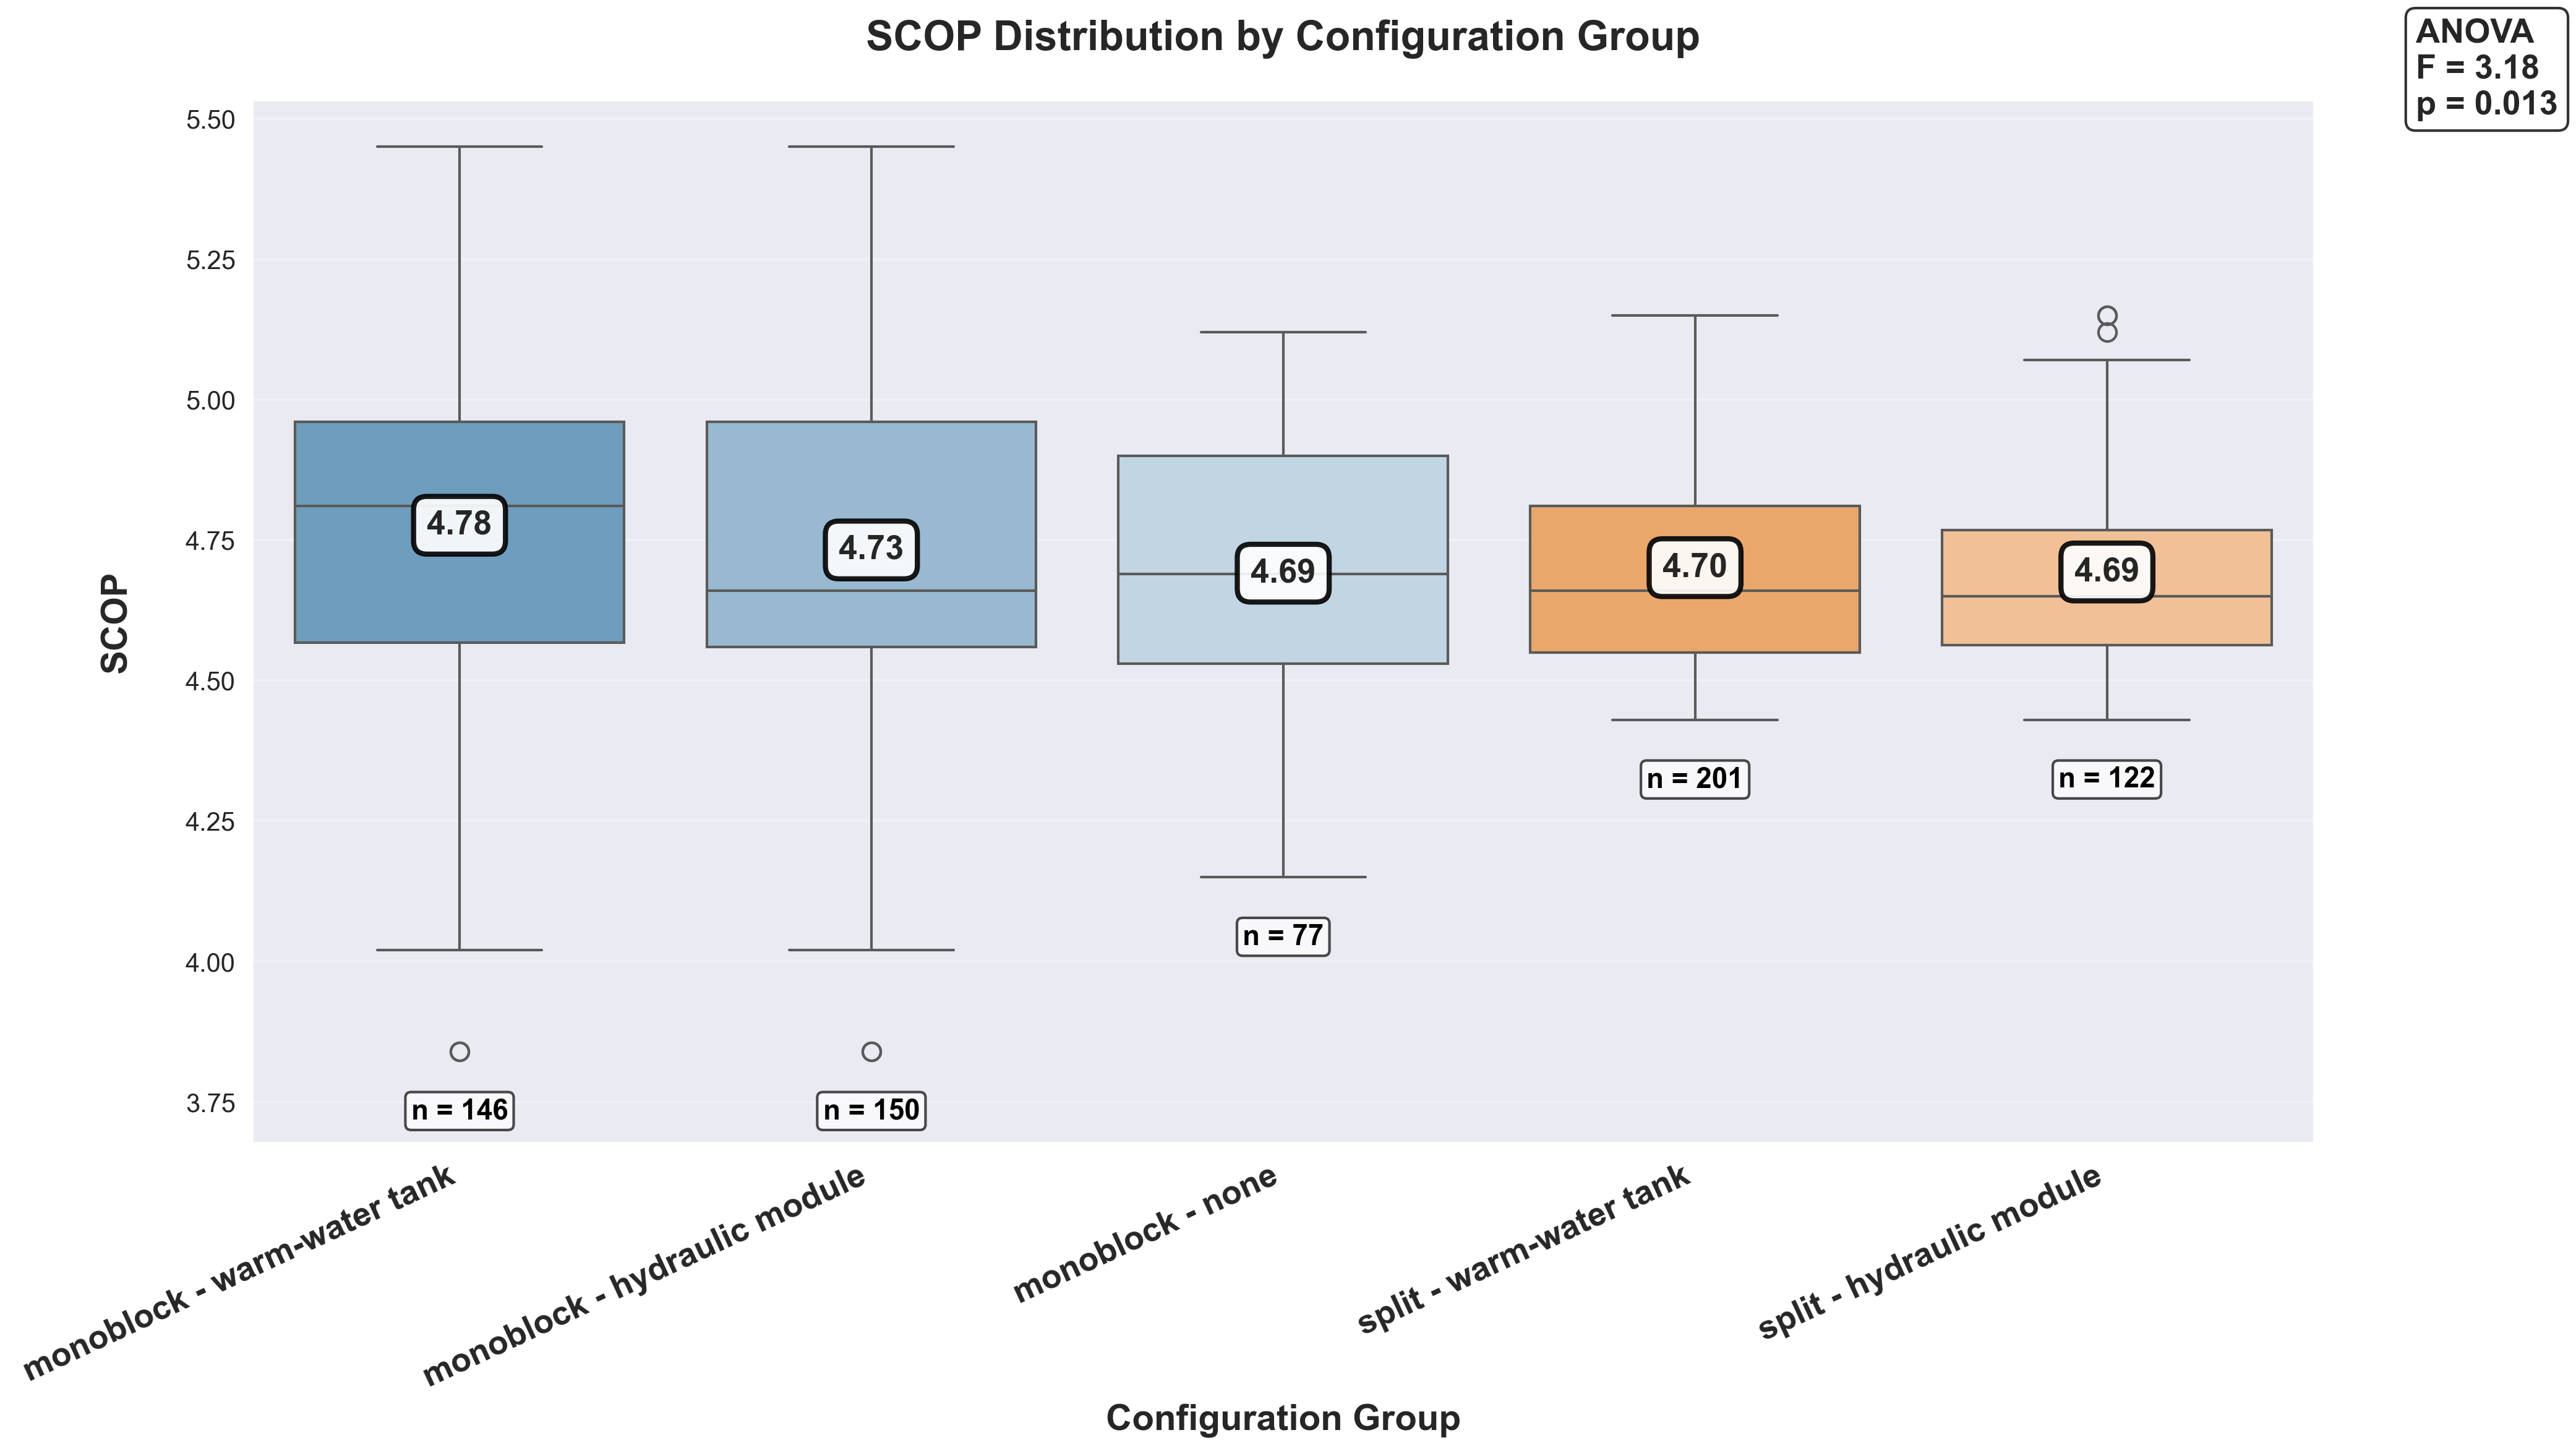 SCOP Distribution by Configuration Group
ANOVA
F = 3.18
p = 0.013
SCOP
5.50
5.25
5.00
4.75
4.50
4.25
4.00
3.75
4.78
4.73
4.69
4.70
4.69
n = 146
n = 150
n = 77
n = 201
n = 122
monoblock - warm-water tank
monoblock - hydraulic module
monoblock - none
split - warm-water tank
split - hydraulic module
Configuration Group